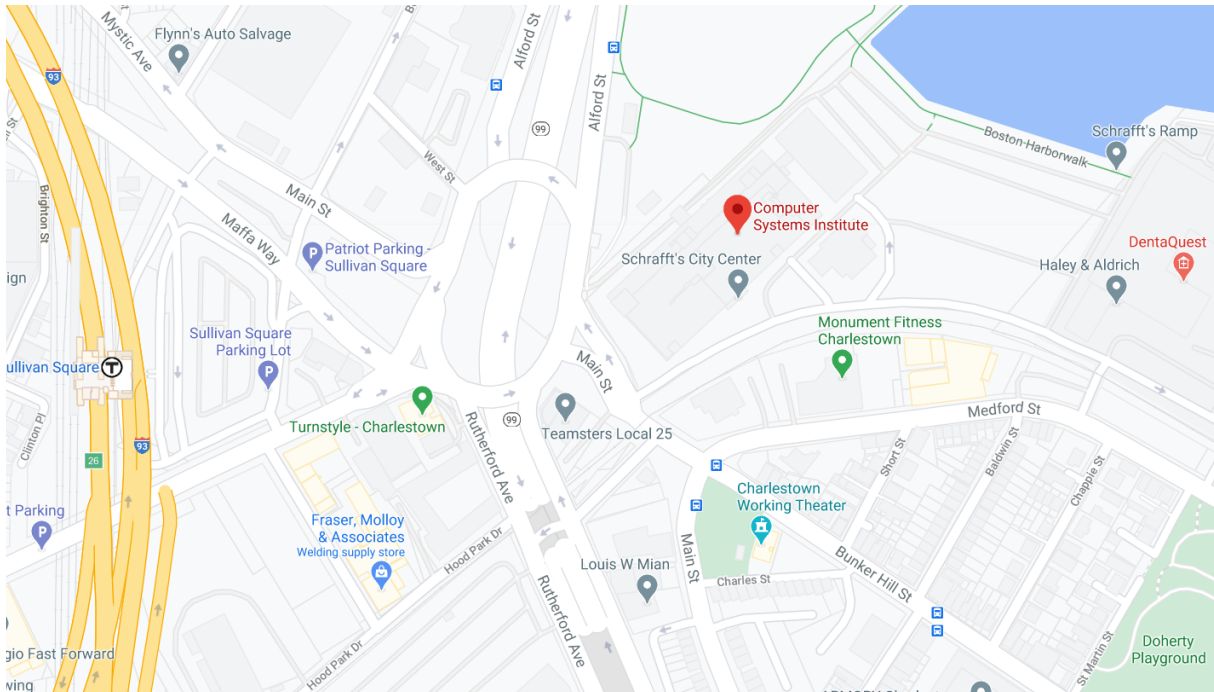 Mystic Ave
Flynn's Auto Salvage
93
Alford St
Alford St
99
Boston Harborwalk
Schrafft's Ramp
West St
Brighton St
Main St
Maffa Way
Patriot Parking -
Sullivan Square
Computer
Systems Institute
Schrafft's City Center
DentaQuest
Haley & Aldrich
ign
Sullivan Square
Parking Lot
Monument Fitness
Charlestown
ullivan Square
T
Main St
Medford St
Turnstyle - Charlestown
99
Teamsters Local 25
Clinton Pl
93
26
Rutherford Ave
Short St
Baldwin St
Chappie St
t Parking
Charlestown
Working Theater
Fraser, Molloy
& Associates
Welding supply store
Hood Park Dr
Main St
Bunker Hill St
Louis W Mian
Charles St
Rutherford Ave
Hood Park Dr
gio Fast Forward
wing
St Martin St
Doherty
Playground